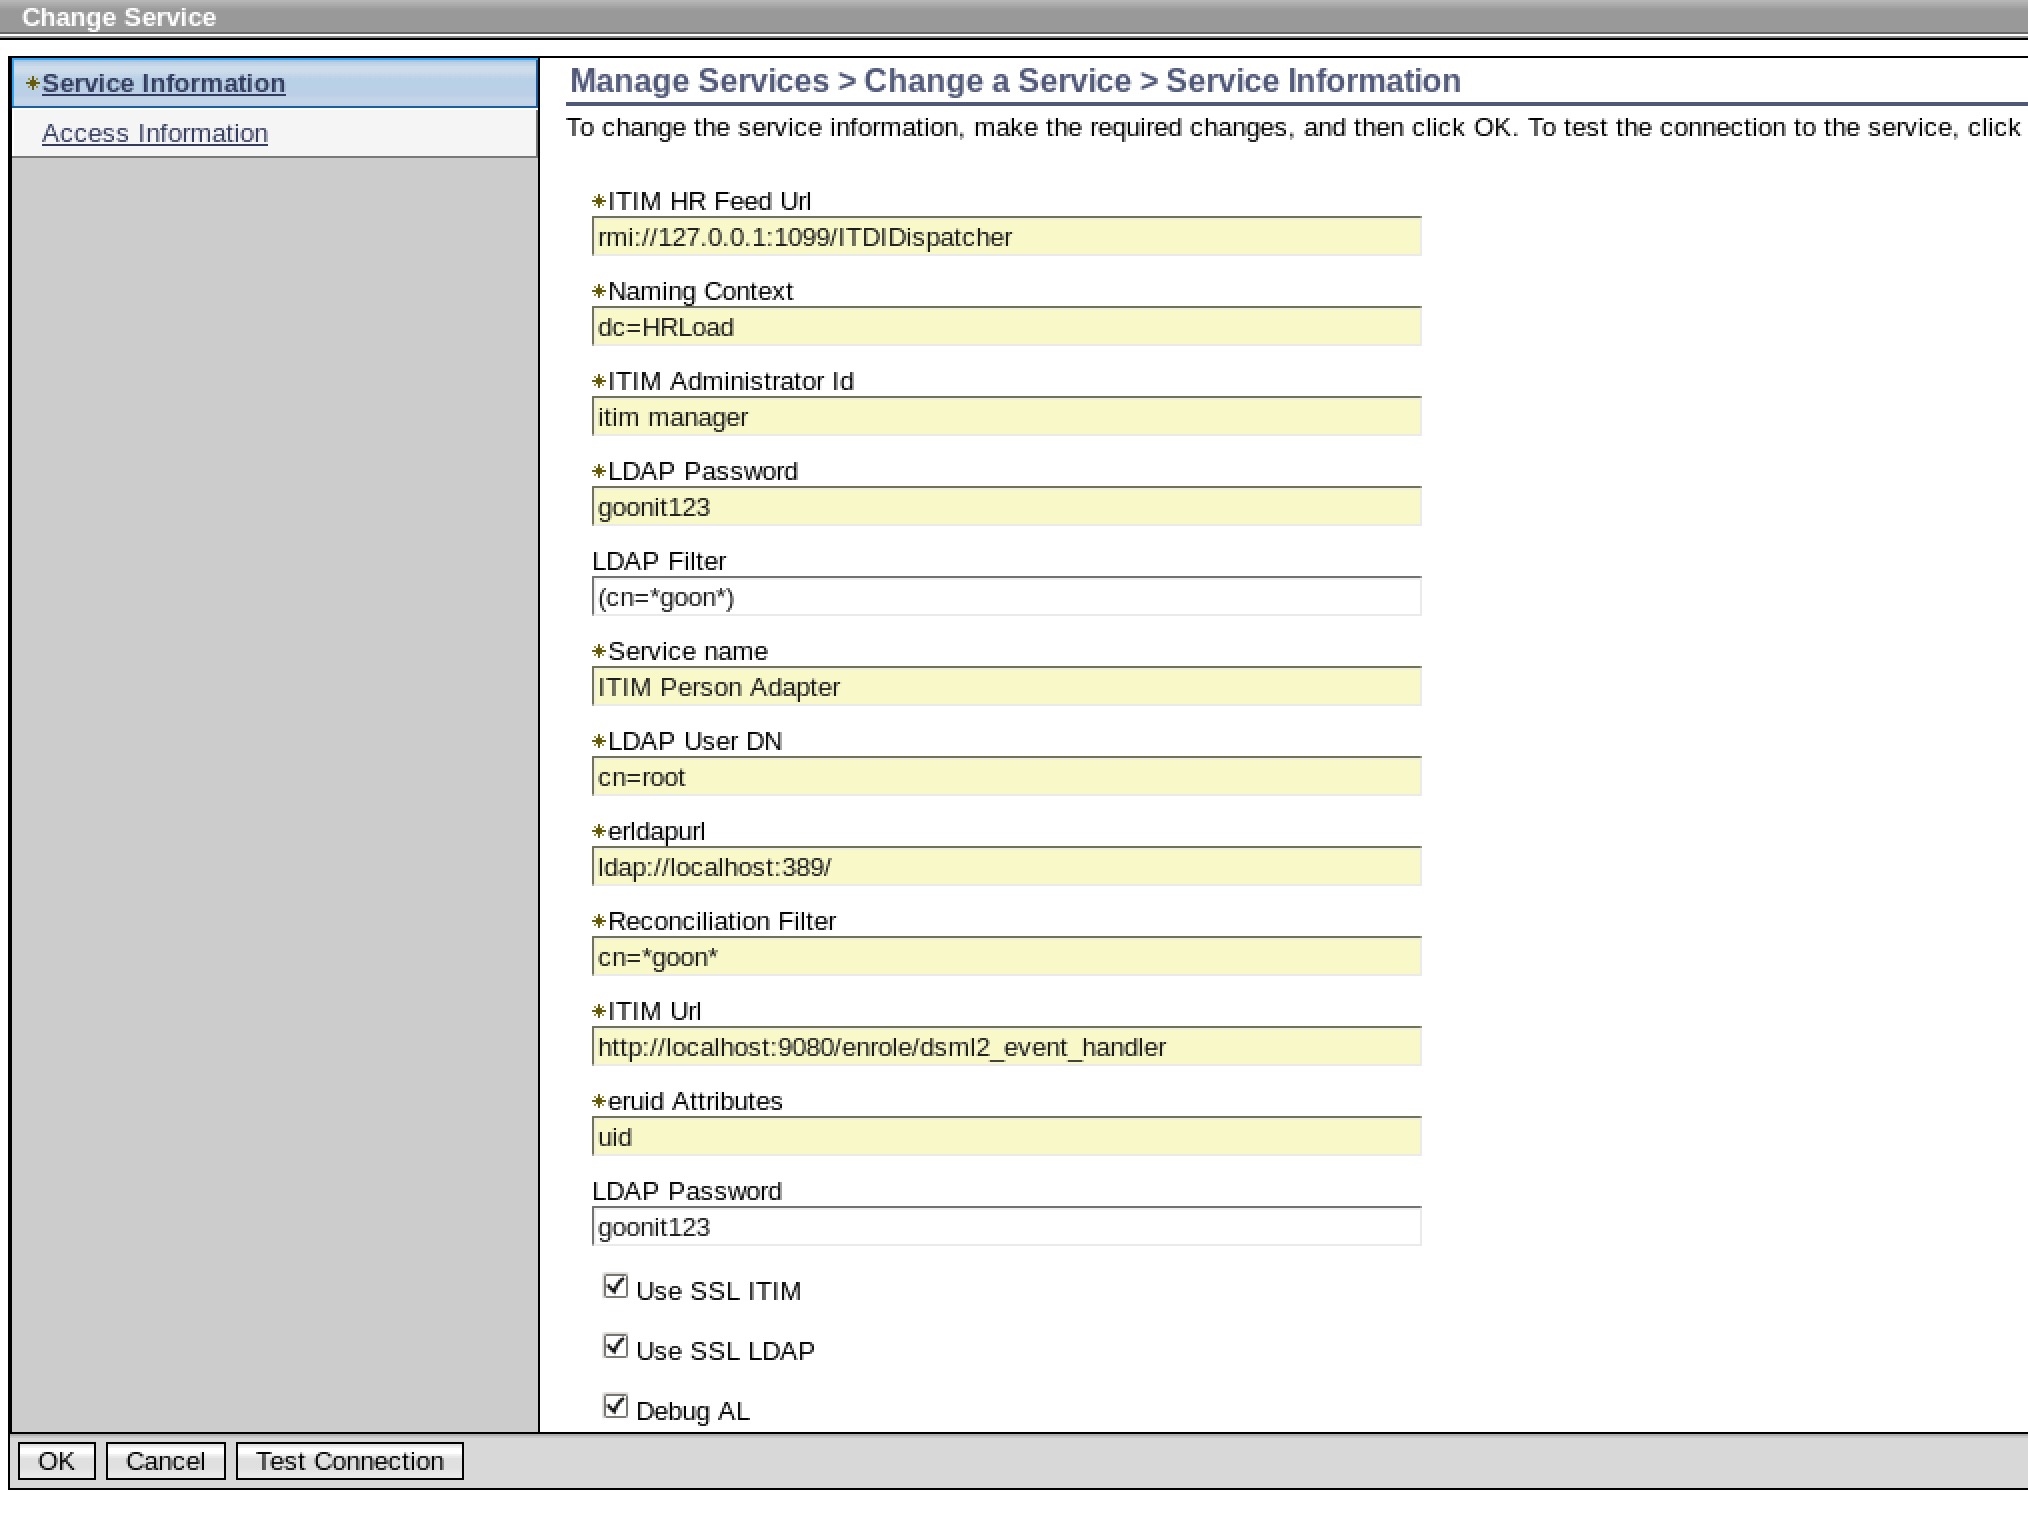 Change Service
*Service Information
Access Information
Manage Services > Change a Service > Service Information
To change the service information, make the required changes, and then click OK. To test the connection to the service, click
*ITIM HR Feed Url
rmi://127.0.0.1:1099/ITDIDispatcher
*Naming Context
dc=HRLoad
*ITIM Administrator Id
itim manager
*LDAP Password
goonit123
LDAP Filter
(cn=*goon*)
*Service name
ITIM Person Adapter
*LDAP User DN
cn=root
*erldapurl
ldap://localhost:389/
*Reconciliation Filter
cn=*goon*
*ITIM Url
http://localhost:9080/enrole/dsml2_event_handler
*eruid Attributes
uid
LDAP Password
goonit123
Use SSL ITIM
Use SSL LDAP
Debug AL
OK Cancel Test Connection